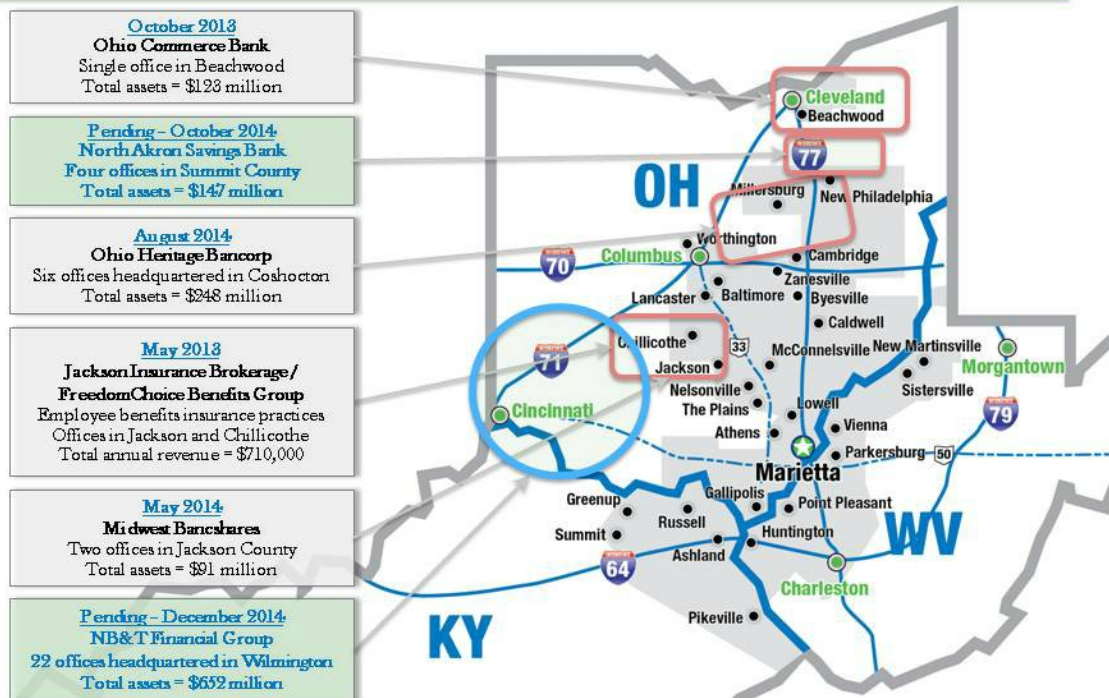 October 2013
Ohio Commerce Bank
Single office in Beachwood
Total assets = $123 million
Pending - October 2014
North Akron Savings Bank
Four offices in Summit County
Total assets = $147 million
August 2014
Ohio Heritage Bancorp
Six offices headquartered in Coshocton
Total assets = $248 million
May 2013
Jackson Insurance Brokerage/
FreedomChoice Benefits Group
Employee benefits insurance practices
Offices in Jackson and Chillicothe
Total annual revenue = $710,000
May 2014
Midwest Bancshares
Two offices in Jackson County
Total assets = $91 million
Pending - December 2014
NB&T Financial Group
22 offices headquartered in Wilmington
Total assets = $652 million
Cleveland
Beachwood
77
OH
Millersburg
New Philadelphia
Worthington
Columbus
Cambridge
70
Zanesville
Lancaster
Baltimore
Byesville
Caldwell
Chillicothe
33
71
McConnelsville
New Martinsville
Morgantown
Jackson
Sistersville
Nelsonville
The Plains
Lowell
79
Cincinnati
Athens
Vienna
Parkersburg
50
Marietta
Greenup
Gallipolis
Point Pleasant
Russell
WV
Summit
Huntington
Ashland
64
Charleston
Pikeville
KY